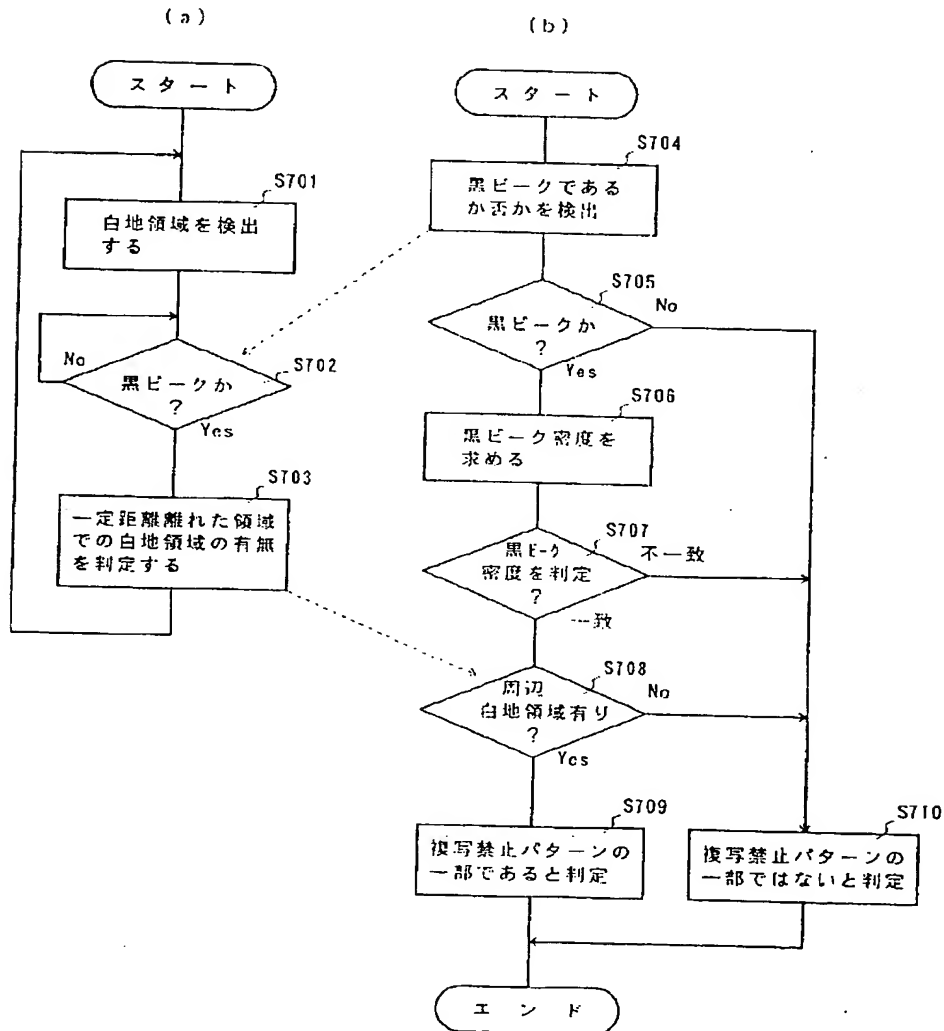 (a)
スタート
S701
白地領域を検出
する
No
S702
黒ピークか
?
Yes
S703
一定距離離れた領域
での白地領域の有無
を判定する
(b)
スタート
S704
黒ピークである
か否かを検出
S705
No
黒ピークか
?
Yes
S706
黒ピーク密度を
求める
S707
黒ピーク
不一致
密度を判定
?
一致
S708
周辺
No
白地領域有り
?
Yes
S709
複写禁止パターンの
一部であると判定
S710
複写禁止パターンの
一部ではないと判定
エンド